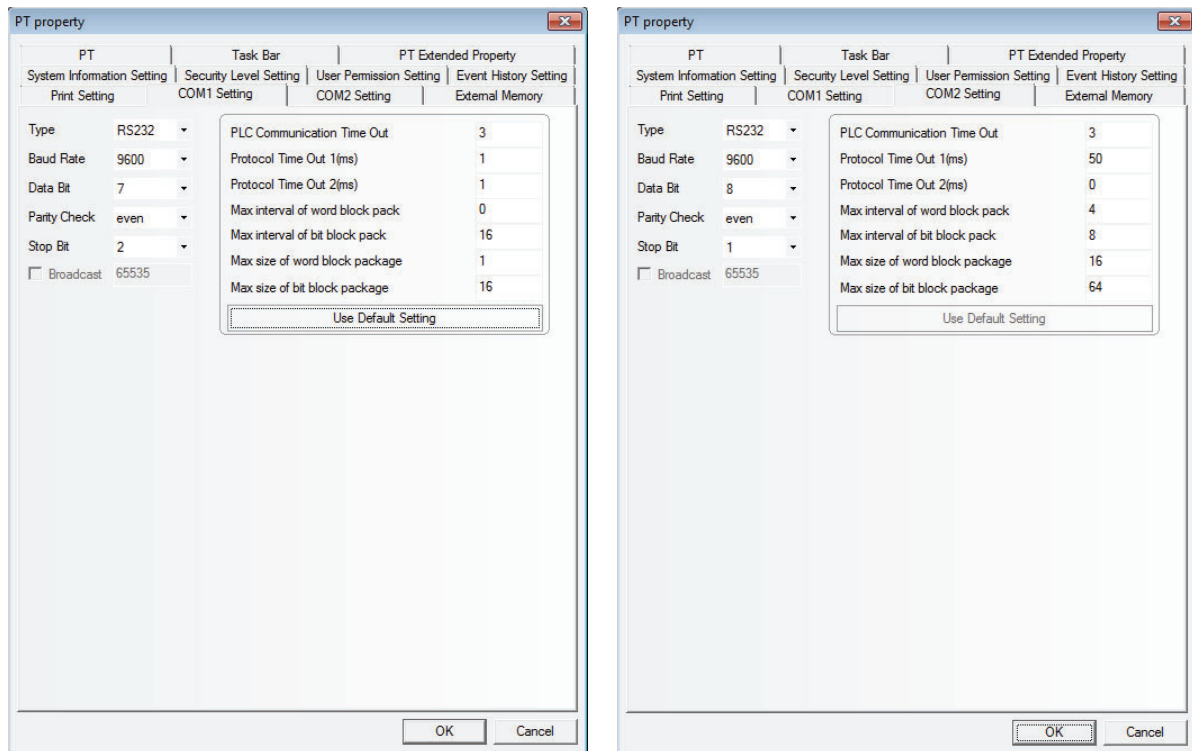 PT property
PT Task Bar PT Extended Property
System Information Setting Security Level Setting User Permission Setting Event History Setting
Print Setting COM1 Setting COM2 Setting External Memory
Type RS232
Baud Rate 9600
Data Bit 7
Parity Check even
Stop Bit 2
Broadcast 65535
PLC Communication Time Out 3
Protocol Time Out 1(ms) 1
Protocol Time Out 2(ms) 1
Max interval of word block pack 0
Max interval of bit block pack 16
Max size of word block package 1
Max size of bit block package 16
Use Default Setting
OK Cancel
PT property
PT Task Bar PT Extended Property
System Information Setting Security Level Setting User Permission Setting Event History Setting
Print Setting COM1 Setting COM2 Setting External Memory
Type RS232
Baud Rate 9600
Data Bit 8
Parity Check even
Stop Bit 1
Broadcast 65535
PLC Communication Time Out 3
Protocol Time Out 1(ms) 50
Protocol Time Out 2(ms) 0
Max interval of word block pack 4
Max interval of bit block pack 8
Max size of word block package 16
Max size of bit block package 64
Use Default Setting
OK Cancel